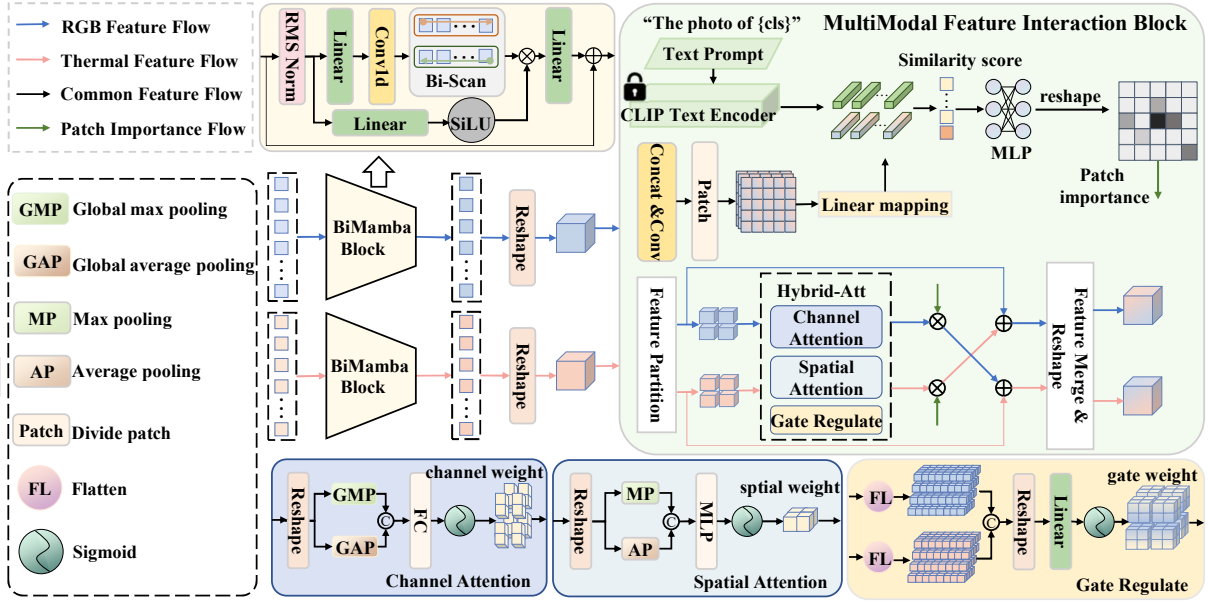 RGB Feature Flow
Thermal Feature Flow
Common Feature Flow
Patch Importance Flow
RMS Norm
Linear
Conv1d
Bi-Scan
Linear
Linear
SiLU
GMP Global max pooling
GAP Global average pooling
MP Max pooling
AP Average pooling
Patch Divide patch
FL Flatten
Sigmoid
BiMamba
Block
Reshape
BiMamba
Block
Reshape
MultiModal Feature Interaction Block
“The photo of {cls}”
Text Prompt
CLIP Text Encoder
Similarity score
MLP
reshape
Patch
importance
Concat &Conv
Patch
Linear mapping
Feature Partition
Hybrid-Att
Channel
Attention
Spatial
Attention
Gate Regulate
Feature Merge &
Reshape
Reshape
GMP
GAP
C
FC
channel weight
Channel Attention
Reshape
MP
AP
C
MLP
sptial weight
Spatial Attention
FL
FL
C
Reshape
Linear
gate weight
Gate Regulate